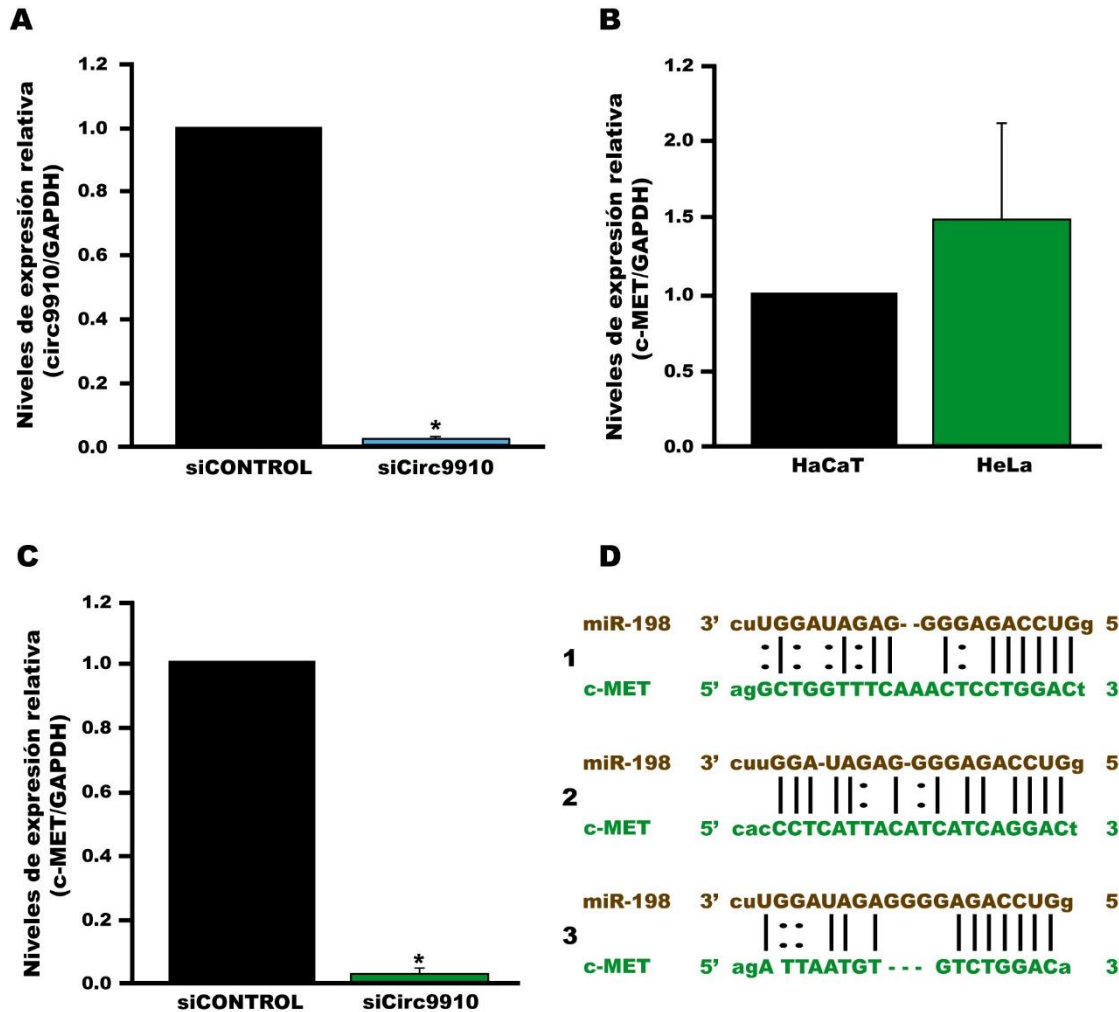 A
Niveles de expresión relativa
(circ9910/GAPDH)
1.2
1.0
0.8
0.6
0.4
0.2
0.0
*
siCONTROL siCirc9910
B
Niveles de expresión relativa
(c-MET/GAPDH)
1.2
2.0
1.5
1.0
0.5
0.0
HaCaT HeLa
C
Niveles de expresión relativa
(c-MET/GAPDH)
1.2
1.0
0.8
0.6
0.4
0.2
0.0
*
siCONTROL siCirc9910
D
miR-198 3’ cuUGGAUAGAG- -GGGAGACCUGg 5
1
c-MET 5’ agGCTGGTTTCAAACTCCTGGACt 3
miR-198 3’ cuuGGA-UAGAG-GGGAGACCUGg 5
2
c-MET 5’ cacCCTCATTACATCATCAGGACt 3
miR-198 3’ cuUGGAUAGAGGGGAGACCUGg 5
3
c-MET 5’ agA TTAATGT - - - GTCTGGACa 3